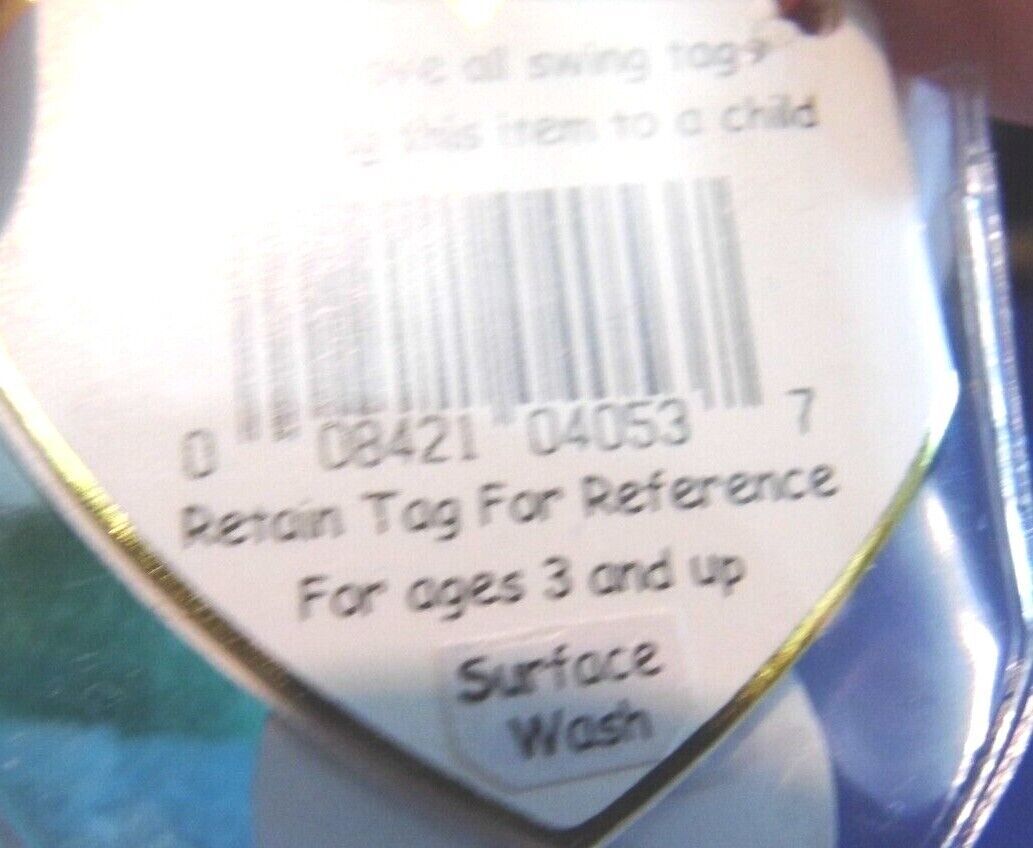 all swing tags
this item to a child
0 08421 04053 7
Retain Tag For Reference
For ages 3 and up
Surface
Wash